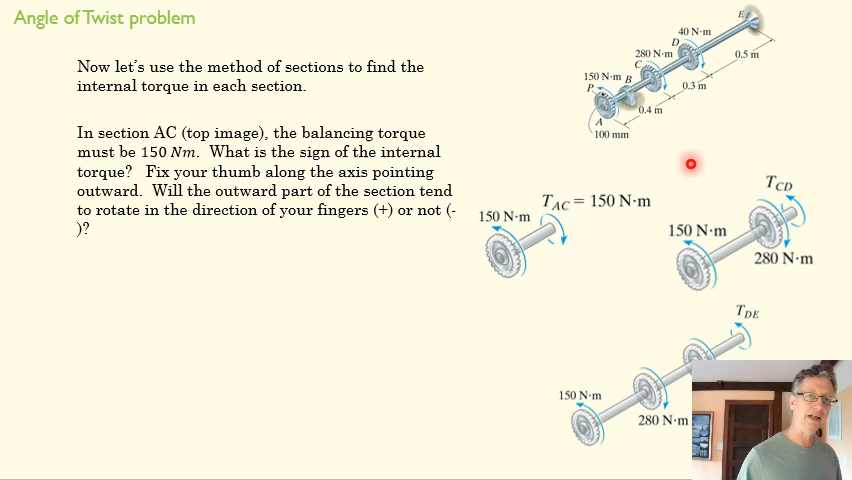 Angle of Twist problem
Now let's use the method of sections to find the
internal torque in each section.
In section AC (top image), the balancing torque
must be 150 Nm. What is the sign of the internal
torque? Fix your thumb along the axis pointing
outward. Will the outward part of the section tend
to rotate in the direction of your fingers (+) or not (-
)?
E
40 N·m
D
280 N·m
C
0.5 m
150 N·m B
P
0.3 m
0.4 m
A
100 mm
T_AC = 150 N·m
150 N·m
T_CD
150 N·m
280 N·m
T_DE
150 N·m
280 N·m